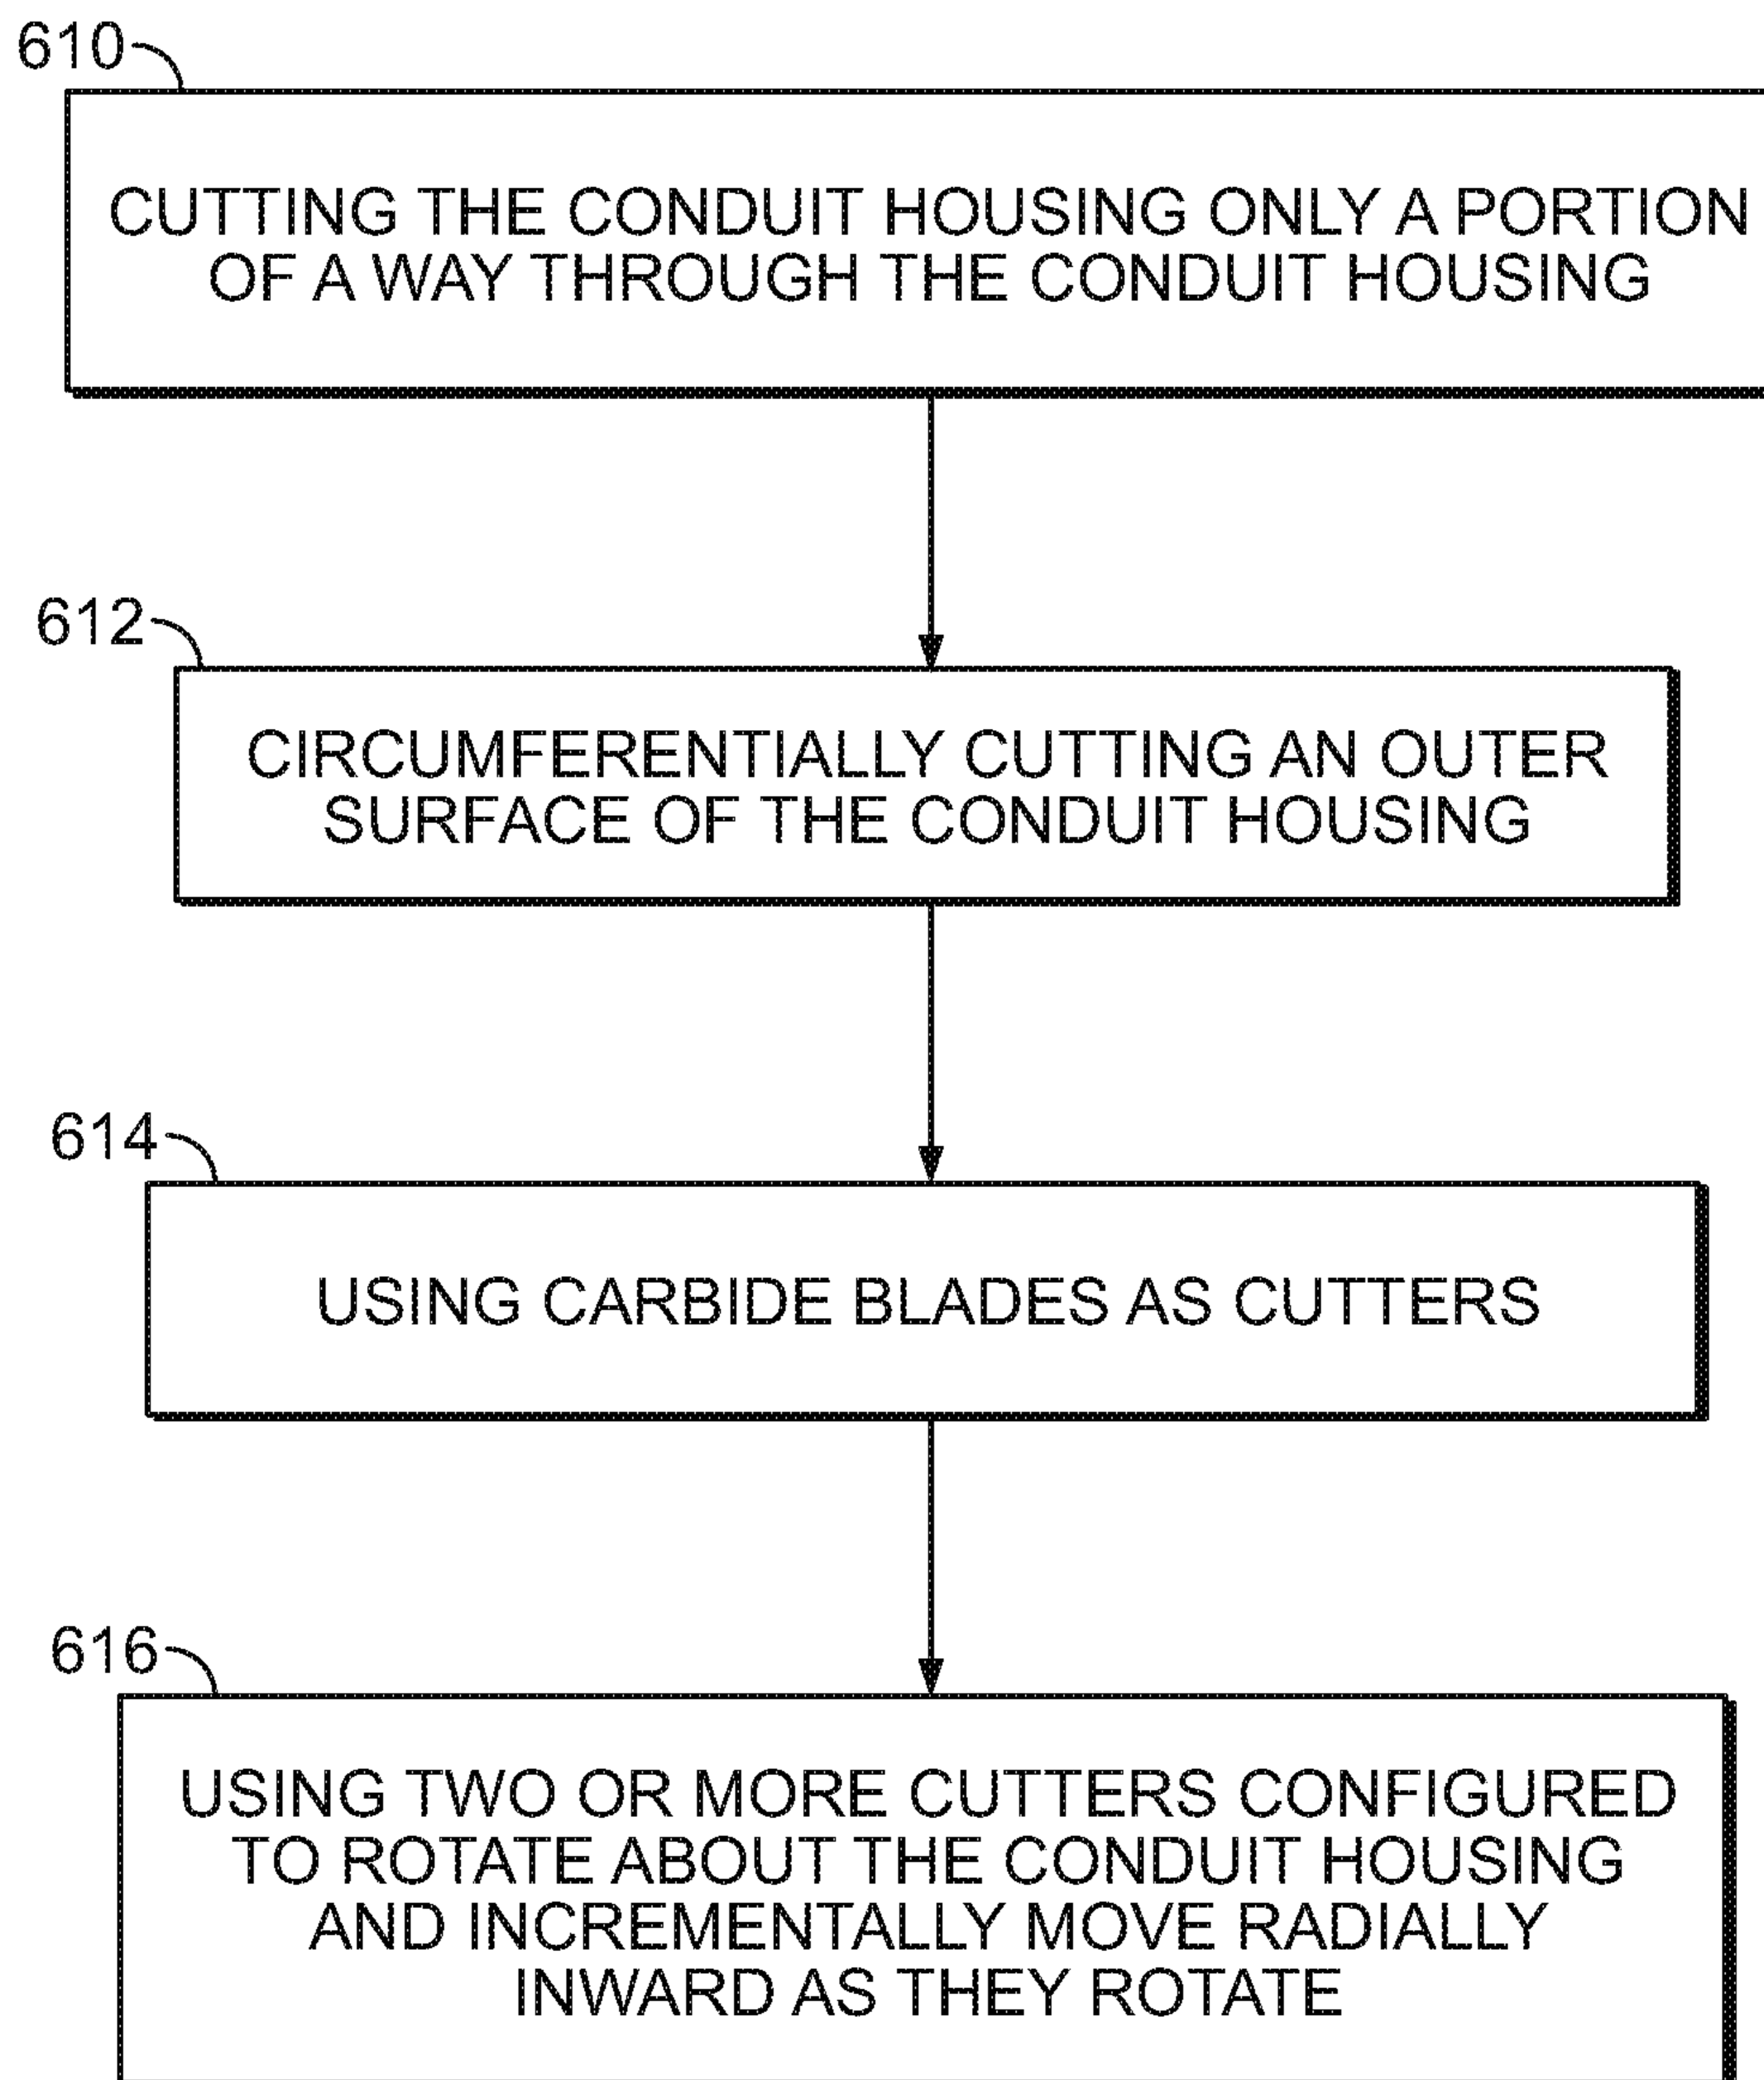 610
CUTTING THE CONDUIT HOUSING ONLY A PORTION
OF A WAY THROUGH THE CONDUIT HOUSING
612
CIRCUMFERENTIALLY CUTTING AN OUTER
SURFACE OF THE CONDUIT HOUSING
614
USING CARBIDE BLADES AS CUTTERS
616
USING TWO OR MORE CUTTERS CONFIGURED
TO ROTATE ABOUT THE CONDUIT HOUSING
AND INCREMENTALLY MOVE RADIALLY
INWARD AS THEY ROTATE